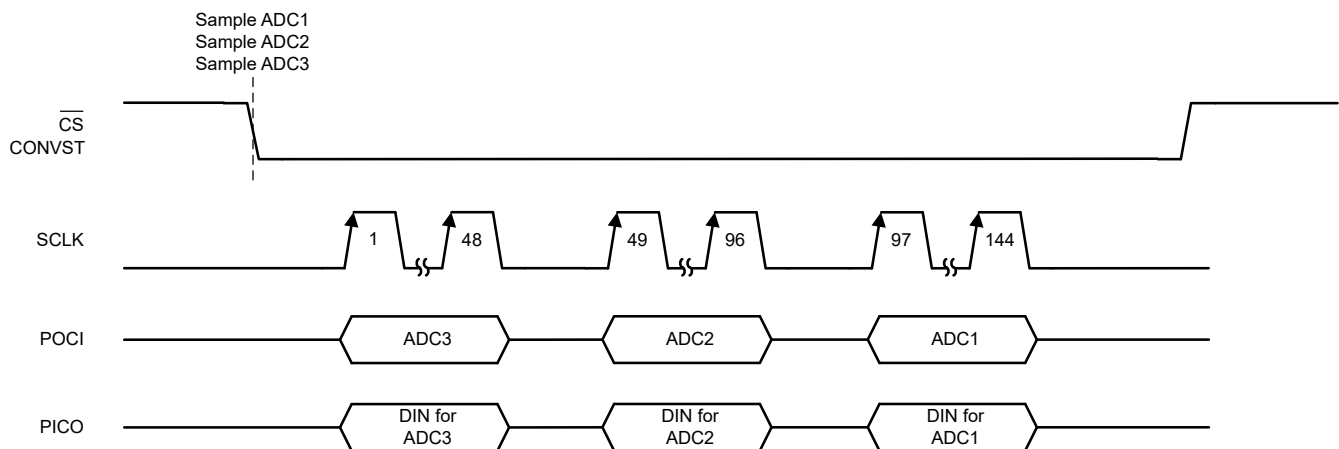 Sample ADC1
Sample ADC2
Sample ADC3
CS
CONVST
SCLK
1
48
49
96
97
144
POCI
ADC3
ADC2
ADC1
PICO
DIN for
ADC3
DIN for
ADC2
DIN for
ADC1